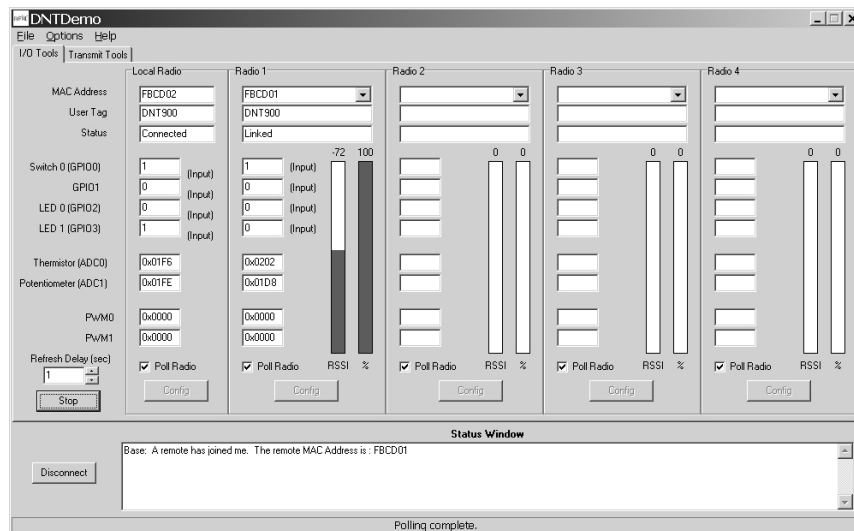 DNTDemo
File Options Help
I/O Tools Transmit Tools
Local Radio Radio 1 Radio 2 Radio 3 Radio 4
MAC Address FBCD02 FBCD01
User Tag DNT900 DNT900
Status Connected Linked
-72 100 0 0 0 0 0 0
Switch 0 (GPIO0) 1 (Input) 1 (Input)
GPIO1 0 (Input) 0 (Input)
LED 0 (GPIO2) 0 (Input) 0 (Input)
LED 1 (GPIO3) 1 (Input) 0 (Input)
Thermistor (ADC0) 0x01F6 0x0202
Potentiometer (ADC1) 0x01FE 0x01D8
PWM0 0x0000 0x0000
PWM1 0x0000 0x0000
Refresh Delay (sec)
1
Poll Radio Poll Radio RSSI % Poll Radio RSSI % Poll Radio RSSI % Poll Radio RSSI %
Stop Config Config Config Config Config
Status Window
Base: A remote has joined me. The remote MAC Address is : FBCD01
Disconnect
Polling complete.